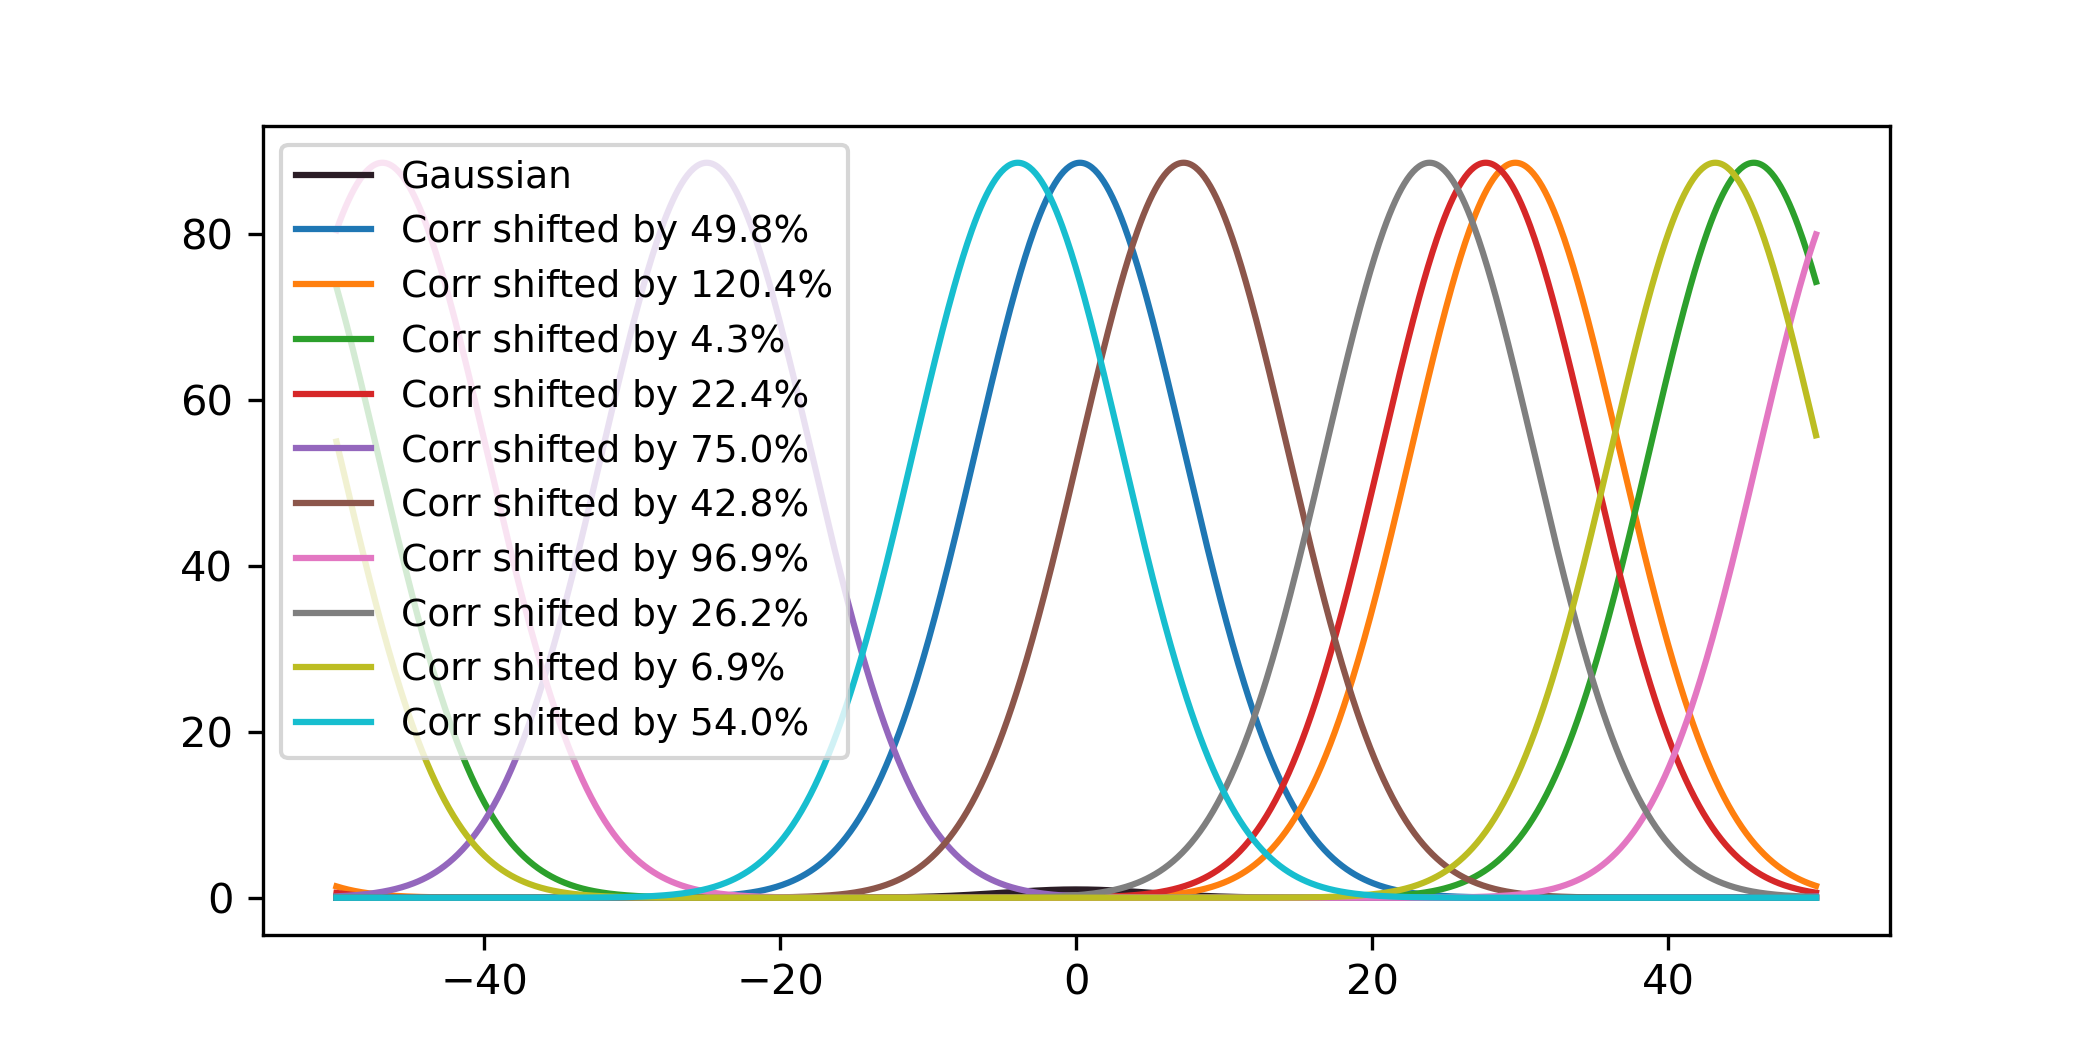 Gaussian
Corr shifted by 49.8%
Corr shifted by 120.4%
Corr shifted by 4.3%
Corr shifted by 22.4%
Corr shifted by 75.0%
Corr shifted by 42.8%
Corr shifted by 96.9%
Corr shifted by 26.2%
Corr shifted by 6.9%
Corr shifted by 54.0%
80
60
40
20
0
−40 −20 0 20 40